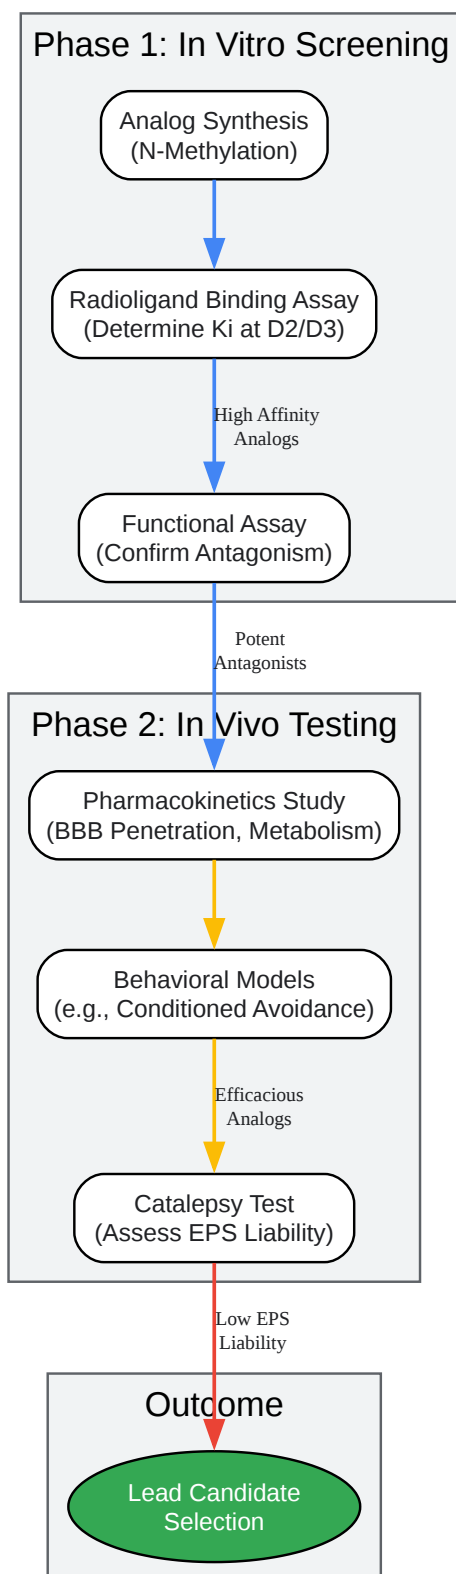 Phase 1: In Vitro Screening
Analog Synthesis
(N-Methylation)
Radioligand Binding Assay
(Determine Ki at D2/D3)
High Affinity
Analogs
Functional Assay
(Confirm Antagonism)
Potent
Antagonists
Phase 2: In Vivo Testing
Pharmacokinetics Study
(BBB Penetration, Metabolism)
Behavioral Models
(e.g., Conditioned Avoidance)
Efficacious
Analogs
Catalepsy Test
(Assess EPS Liability)
Low EPS
Liability
Outcome
Lead Candidate
Selection